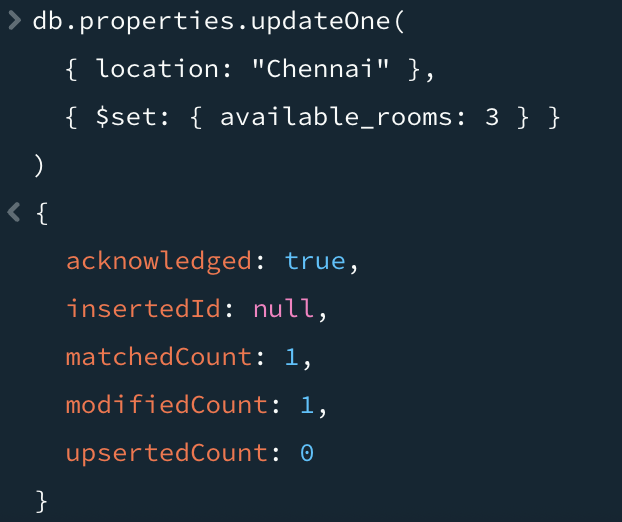 > db.properties.updateOne(
{ location: "Chennai" },
{ $set: { available_rooms: 3 } }
)
< {
acknowledged: true,
insertedId: null,
matchedCount: 1,
modifiedCount: 1,
upsertedCount: 0
}